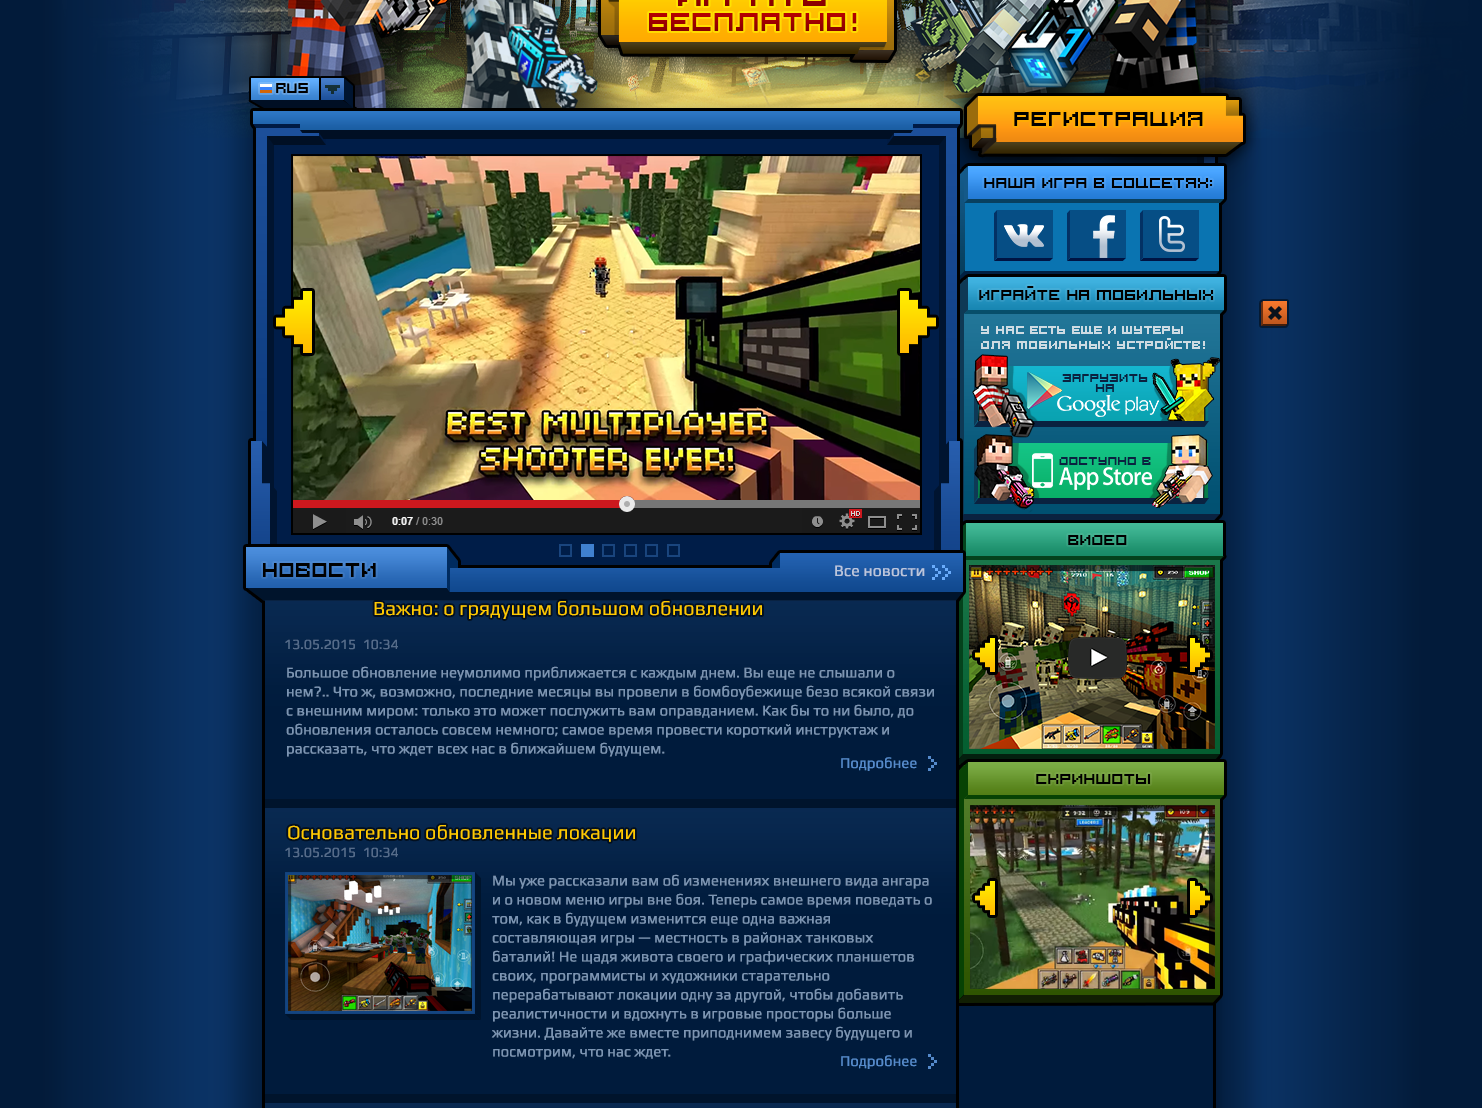 БЕСПЛАТНО!
RUS
РЕГИСТРАЦИЯ
НАША ИГРА В СОЦСЕТЯХ:
ИГРАЙТЕ НА МОБИЛЬНЫХ
У НАС ЕСТЬ ЕЩЕ И ШУТЕРЫ
ДЛЯ МОБИЛЬНЫХ УСТРОЙСТВ!
ЗАГРУЗИТЬ
НА
Google play
ДОСТУПНО В
App Store
BEST MULTIPLAYER
SHOOTER EVER!
0:07 / 0:30
HD
НОВОСТИ
Все новости
Важно: о грядущем большом обновлении
13.05.2015 10:34
Большое обновление неумолимо приближается с каждым днем. Вы еще не слышали о
нем?.. Что ж, возможно, последние месяцы вы провели в бомбоубежище безо всякой связи
с внешним миром: только это может послужить вам оправданием. Как бы то ни было, до
обновления осталось совсем немного; самое время провести короткий инструктаж и
рассказать, что ждет всех нас в ближайшем будущем.
Подробнее
Основательно обновленные локации
13.05.2015 10:34
Мы уже рассказали вам об изменениях внешнего вида ангара
и о новом меню игры вне боя. Теперь самое время поведать о
том, как в будущем изменится еще одна важная
составляющая игры — местность в районах танковых
баталий! Не щадя живота своего и графических планшетов
своих, программисты и художники старательно
перерабатывают локации одну за другой, чтобы добавить
реалистичности и вдохнуть в игровые просторы больше
жизни. Давайте же вместе приподнимем завесу будущего и
посмотрим, что нас ждет.
Подробнее
ВИДЕО
SHOP
СКРИНШОТЫ